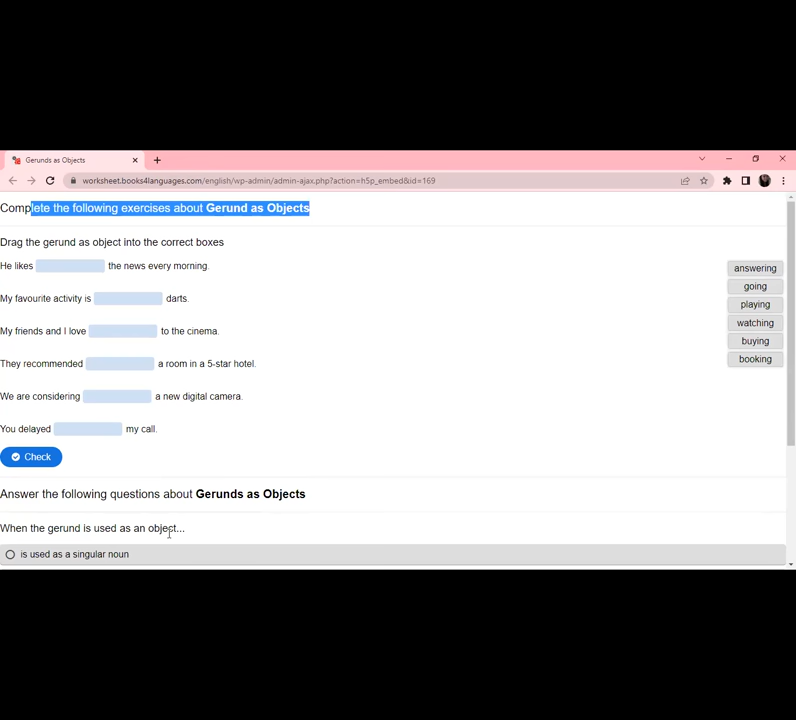 Gerunds as Objects
worksheet.books4languages.com/english/wp-admin/admin-ajax.php?action=h5p_embed&id=169
Complete the following exercises about Gerund as Objects
Drag the gerund as object into the correct boxes
He likes the news every morning.
answering
going
My favourite activity is darts.
playing
watching
My friends and I love to the cinema.
buying
booking
They recommended a room in a 5-star hotel.
We are considering a new digital camera.
You delayed my call.
Check
Answer the following questions about Gerunds as Objects
When the gerund is used as an object...
is used as a singular noun